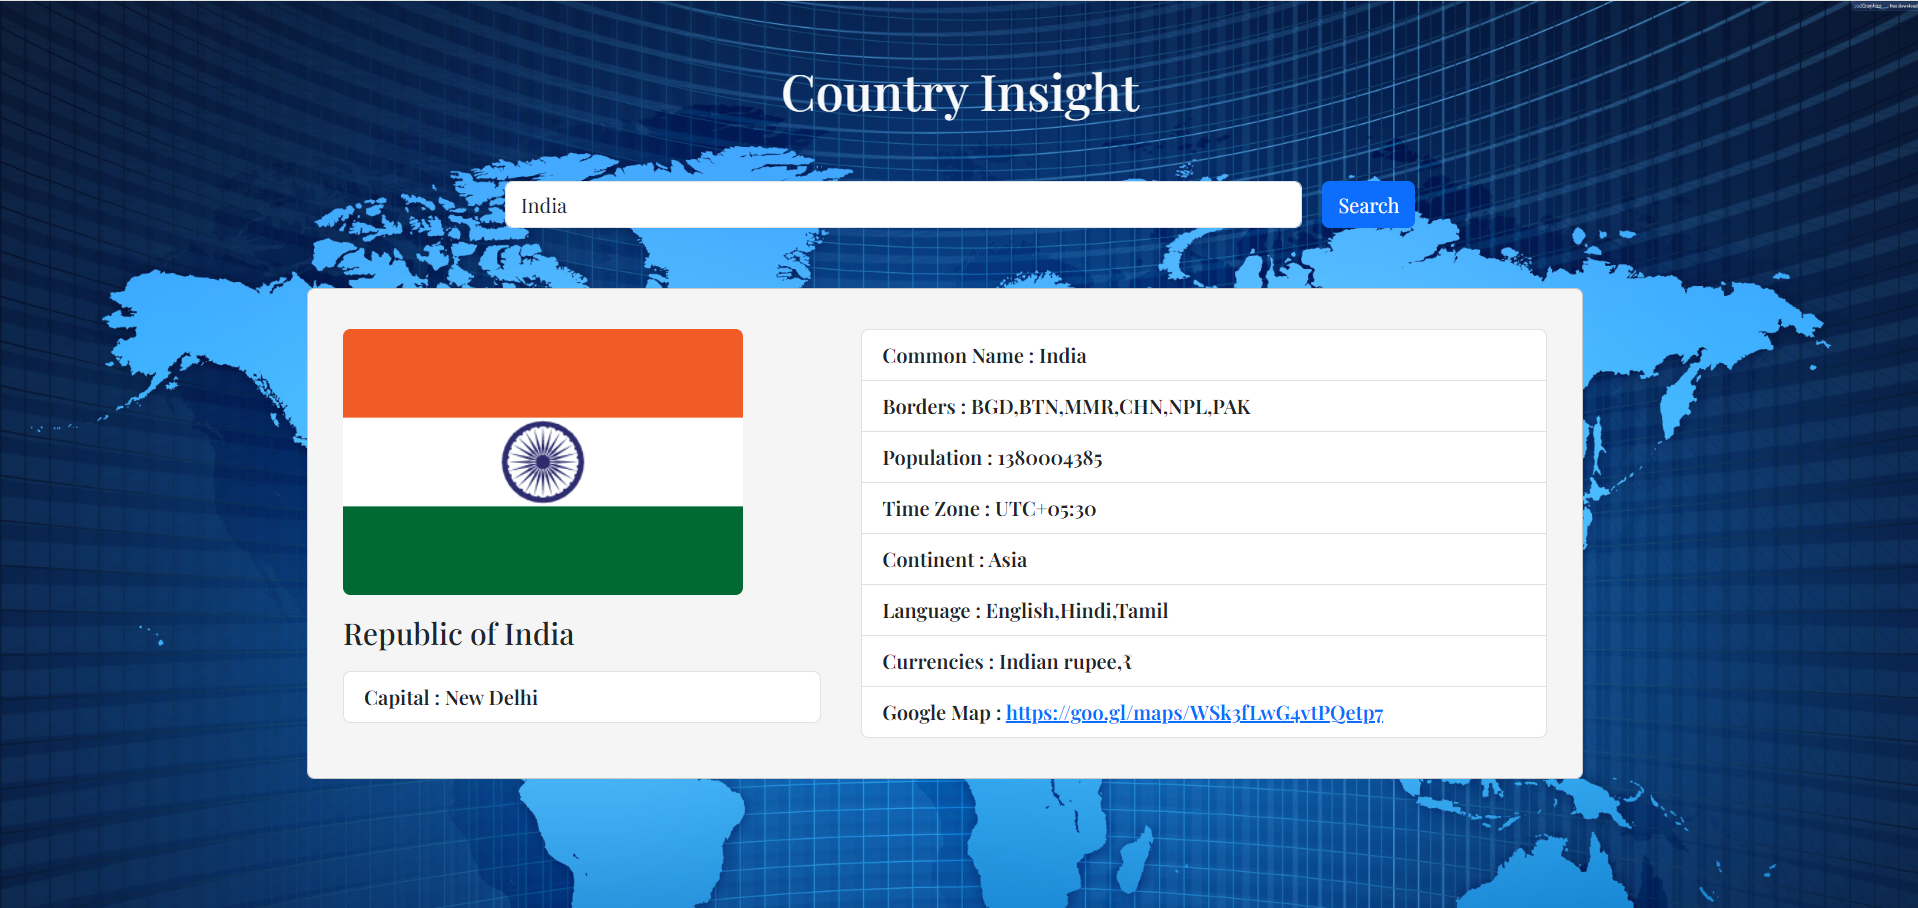 Country Insight
India
Search
Republic of India
Capital : New Delhi
Common Name : India
Borders : BGD,BTN,MMR,CHN,NPL,PAK
Population : 1380004385
Time Zone : UTC+05:30
Continent : Asia
Language : English,Hindi,Tamil
Currencies : Indian rupee,₹
Google Map : https://goo.gl/maps/WSk3fLwG4vtPQetp7